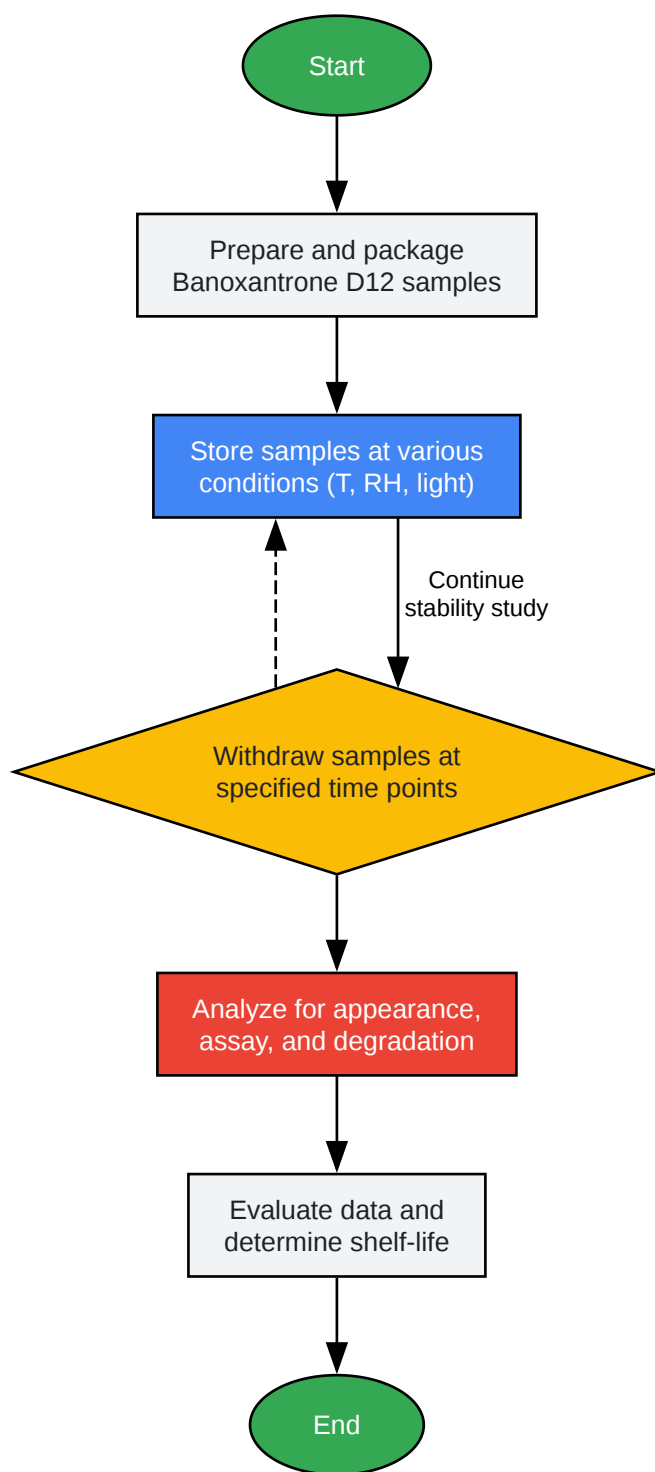 Start
Prepare and package
Banoxantrone D12 samples
Store samples at various
conditions (T, RH, light)
Continue
stability study
Withdraw samples at
specified time points
Analyze for appearance,
assay, and degradation
Evaluate data and
determine shelf-life
End